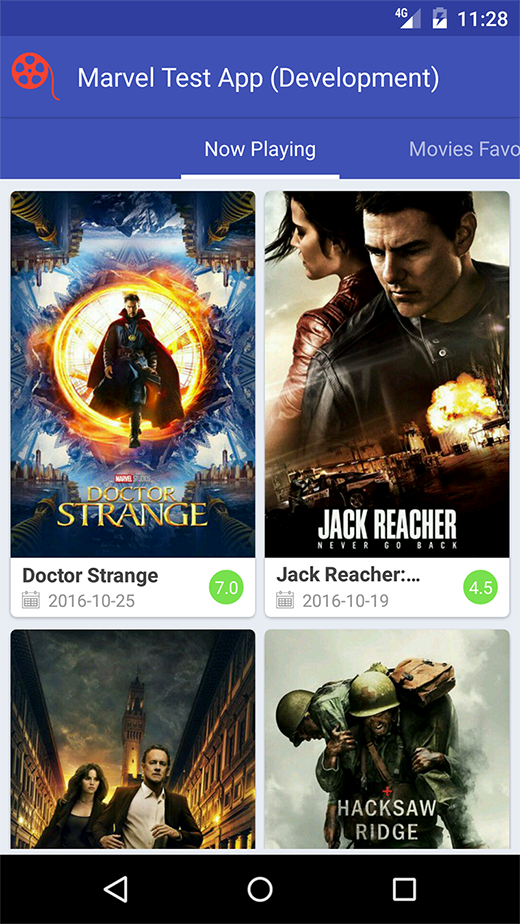 4G 11:28
Marvel Test App (Development)
Now Playing Movies Favo
MARVEL STUDIOS
DOCTOR
STRANGE
JACK REACHER
NEVER GO BACK
Doctor Strange
2016-10-25
7.0
Jack Reacher:...
2016-10-19
4.5
HACKSAW
RIDGE